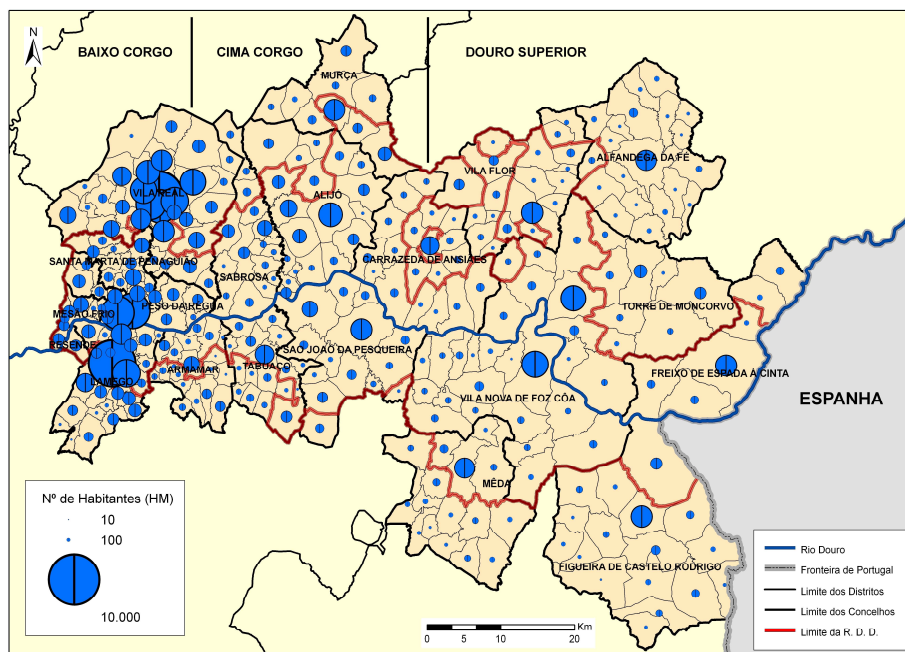 N
BAIXO CORGO
CIMA CORGO
DOURO SUPERIOR
MURÇA
ALFANDEGA DA FÉ
VILA FLOR
VILA REAL
ALIJÓ
SANTA MARTA DE PENAGUIÃO
CARRAZEDA DE ANSIÃES
SABROSA
MESÃO FRIO
PESO DA RÉGUA
TORRE DE MONCORVO
RESENDE
SÃO JOÃO DA PESQUEIRA
ARMAMAR
TABUAÇO
LAMEGO
FREIXO DE ESPADA À CINTA
VILA NOVA DE FOZ CÔA
ESPANHA
MÊDA
FIGUEIRA DE CASTELO RODRIGO
Nº de Habitantes (HM)
10
100
10.000
Km
0 5 10 20
Rio Douro
Fronteira de Portugal
Limite dos Distritos
Limite dos Concelhos
Limite da R. D. D.